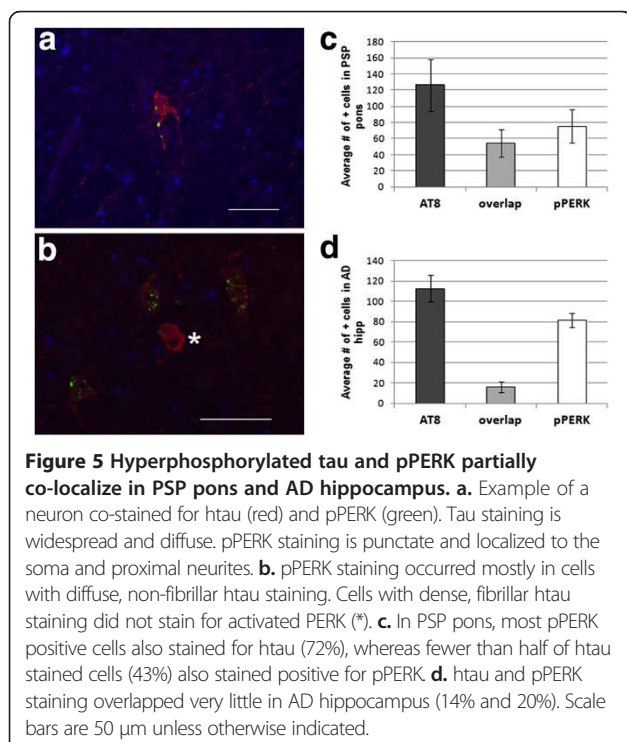 a
c
180
160
140
120
100
80
60
40
20
0
Average # of + cells in PSP
pons
AT8 overlap pPERK
b
*
d
140
120
100
80
60
40
20
0
Average # of + cells in AD
hipp
AT8 overlap pPERK
Figure 5 Hyperphosphorylated tau and pPERK partially
co-localize in PSP pons and AD hippocampus. a. Example of a
neuron co-stained for htau (red) and pPERK (green). Tau staining is
widespread and diffuse. pPERK staining is punctate and localized to the
soma and proximal neurites. b. pPERK staining occurred mostly in cells
with diffuse, non-fibrillar htau staining. Cells with dense, fibrillar htau
staining did not stain for activated PERK (*). c. In PSP pons, most pPERK
positive cells also stained for htau (72%), whereas fewer than half of htau
stained cells (43%) also stained positive for pPERK. d. htau and pPERK
staining overlapped very little in AD hippocampus (14% and 20%). Scale
bars are 50 μm unless otherwise indicated.